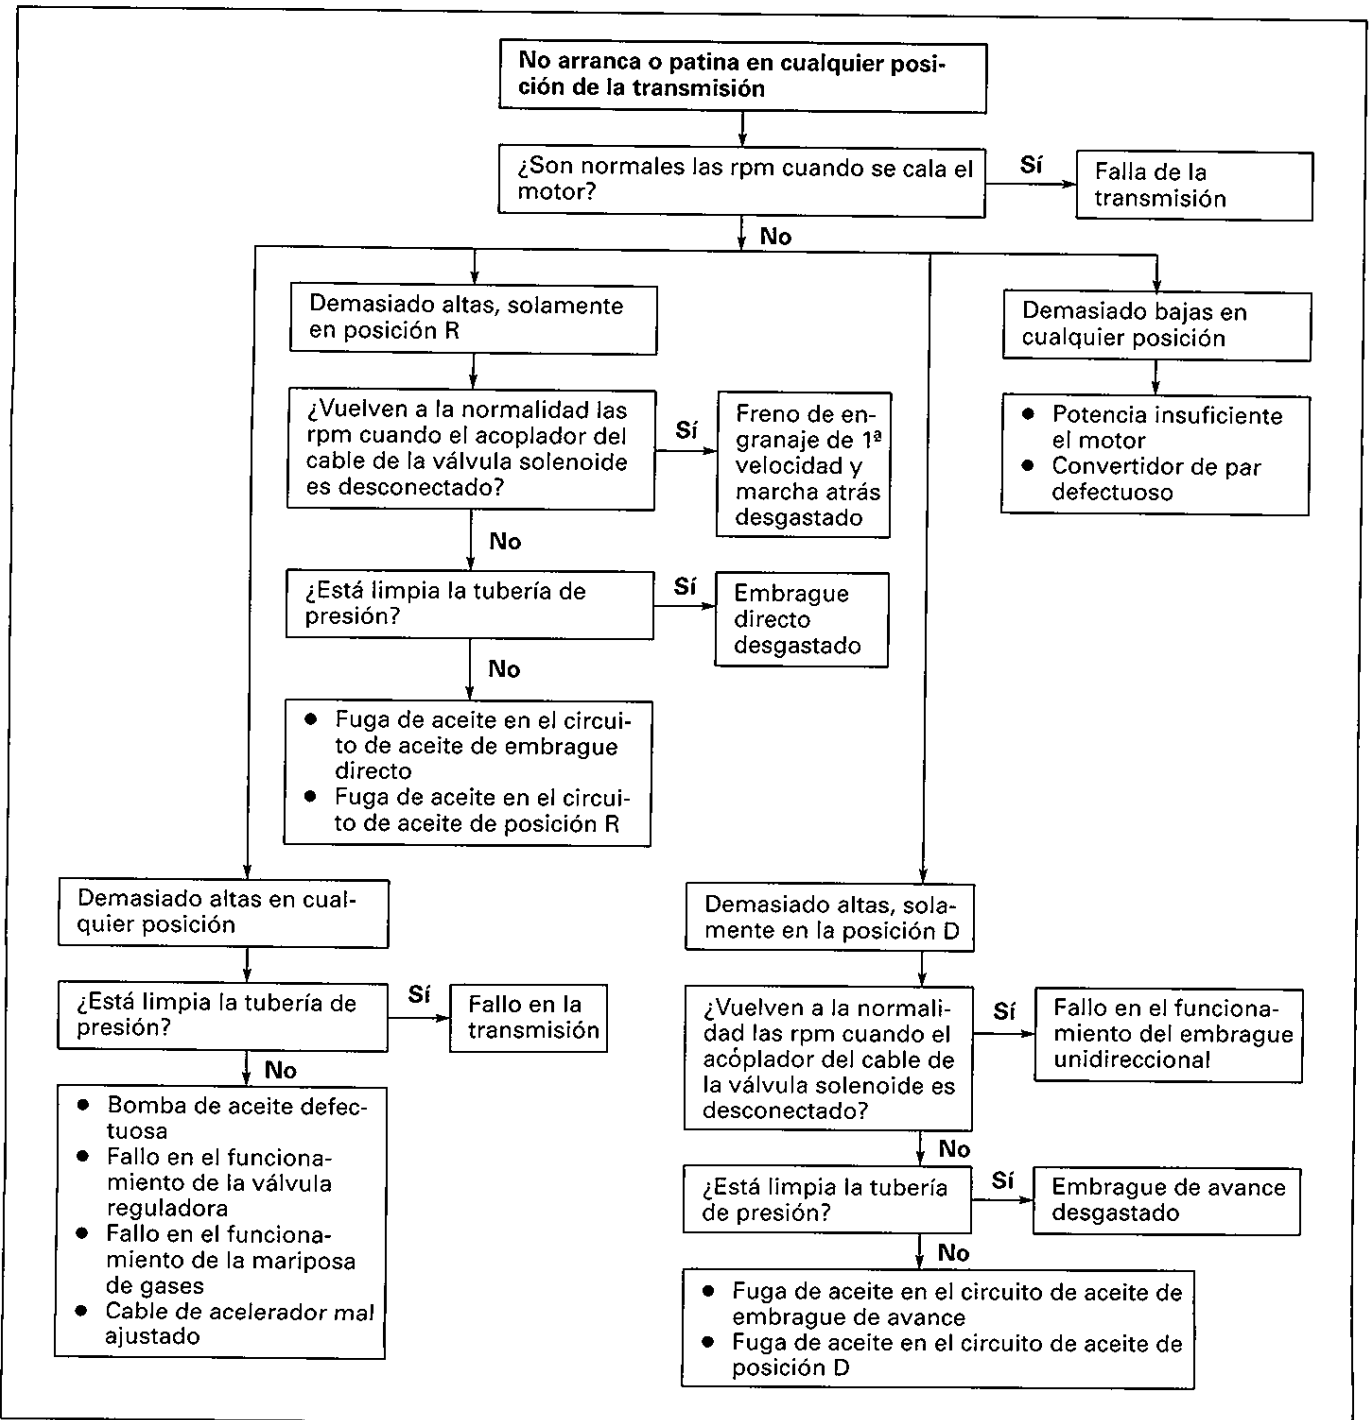 No arranca o patina en cualquier posi-
ción de la transmisión
¿Son normales las rpm cuando se cala el
motor?
Sí
Falla de la
transmisión
No
Demasiado altas, solamente
en posición R
Demasiado bajas en
cualquier posición
¿Vuelven a la normalidad las
rpm cuando el acoplador del
cable de la válvula solenoide
es desconectado?
Sí
Freno de en-
granaje de 1ª
velocidad y
marcha atrás
desgastado
● Potencia insuficiente
el motor
● Convertidor de par
defectuoso
No
¿Está limpia la tubería de
presión?
Sí
Embrague
directo
desgastado
No
● Fuga de aceite en el circui-
to de aceite de embrague
directo
● Fuga de aceite en el circui-
to de aceite de posición R
Demasiado altas en cual-
quier posición
¿Está limpia la tubería de
presión?
Sí
Fallo en la
transmisión
No
● Bomba de aceite defec-
tuosa
● Fallo en el funciona-
miento de la válvula
reguladora
● Fallo en el funciona-
miento de la mariposa
de gases
● Cable de acelerador mal
ajustado
Demasiado altas, sola-
mente en la posición D
¿Vuelven a la normali-
dad las rpm cuando el
acóplador del cable de
la válvula solenoide es
desconectado?
Sí
Fallo en el funciona-
miento del embrague
unidireccional
No
¿Está limpia la tubería
de presión?
Sí
Embrague de avance
desgastado
No
● Fuga de aceite en el circuito de aceite de
embrague de avance
● Fuga de aceite en el circuito de aceite de
posición D